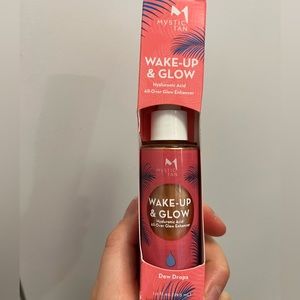 MYSTIC
TAN
WAKE-UP
& GLOW
Hyaluronic Acid
All-Over Glow Enhancer
MYSTIC
TAN
WAKE-UP
& GLOW
Hyaluronic Acid
All-Over Glow Enhancer
Dew Drops